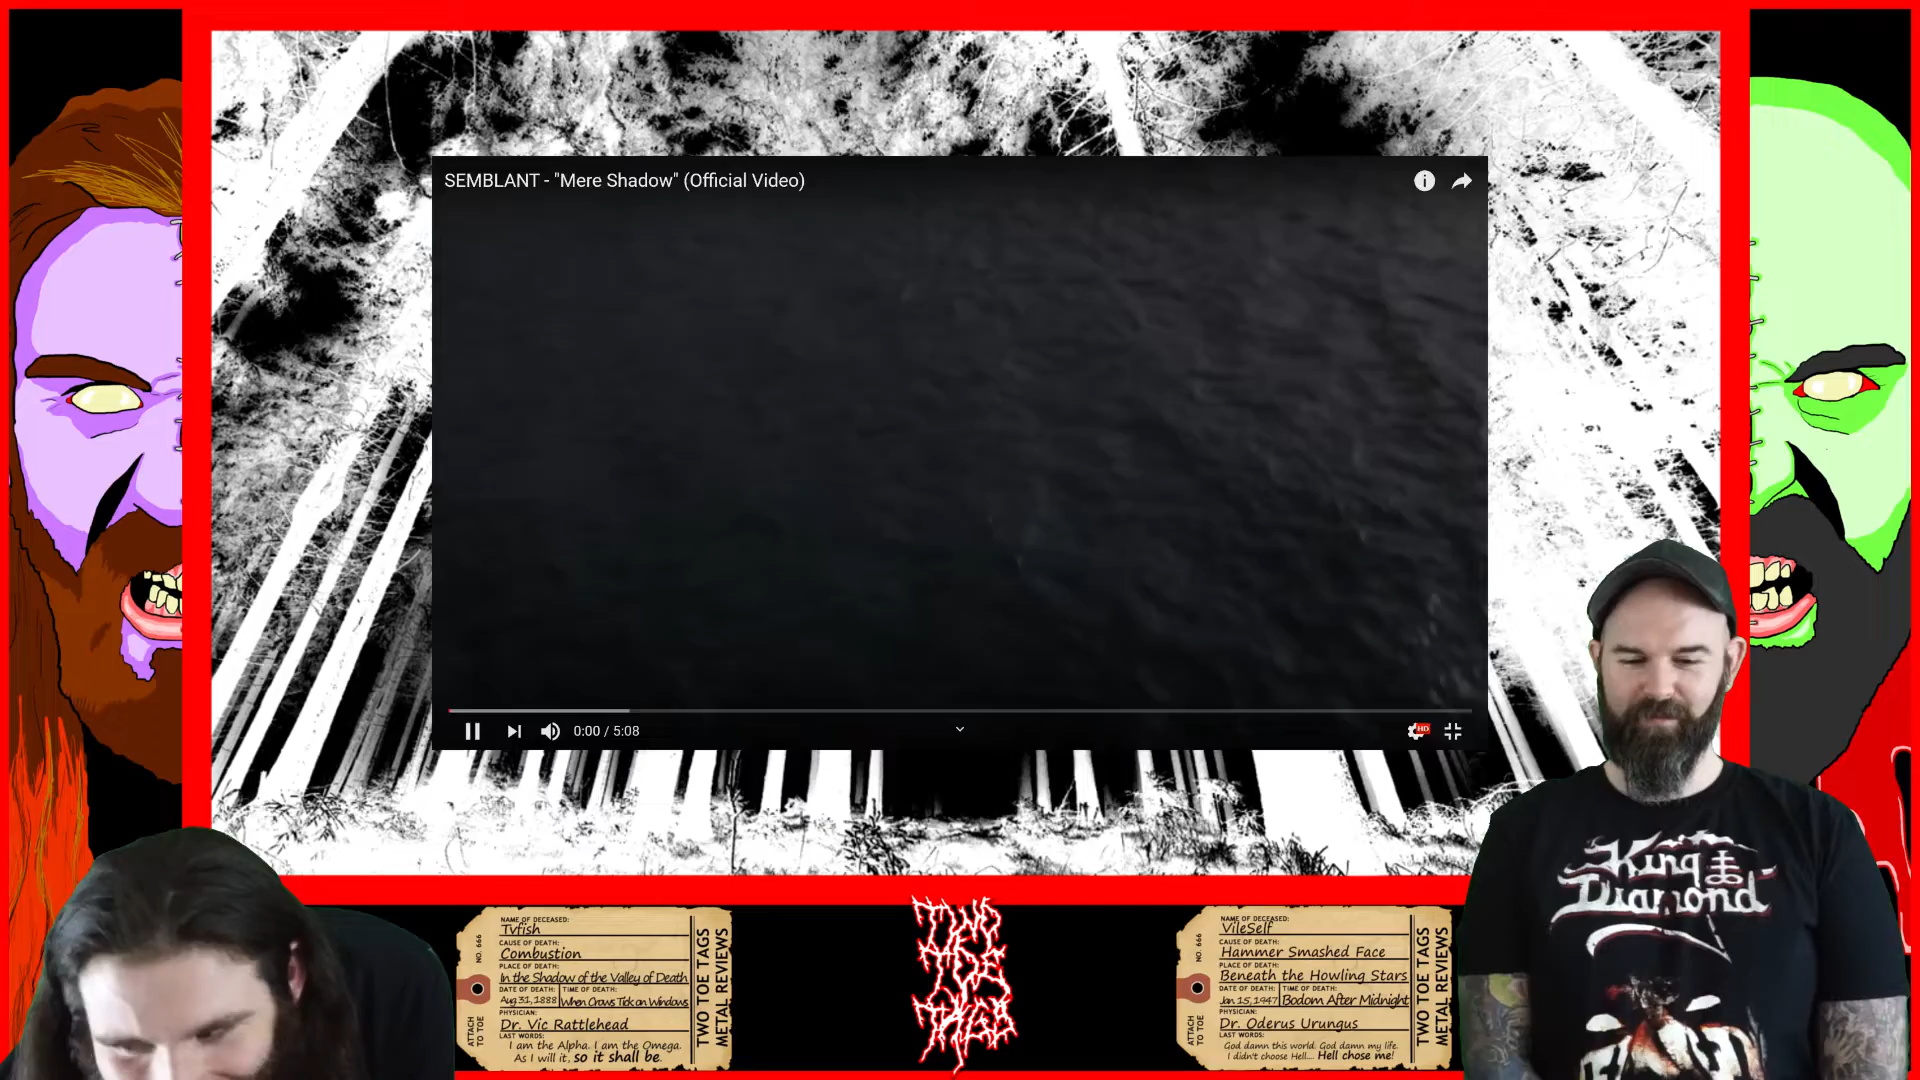 SEMBLANT - "Mere Shadow" (Official Video)
0:00 / 5:08
HD
NAME OF DECEASED:
Tvfish
CAUSE OF DEATH:
Combustion
PLACE OF DEATH:
In the Shadow of the Valley of Death
DATE OF DEATH: TIME OF DEATH:
Aug 31, 1888 When Crows Tick on Windows
PHYSICIAN:
Dr. Vic Rattlehead
LAST WORDS:
I am the Alpha. I am the Omega.
As I will it, so it shall be.
NO. 666
ATTACH
TO TOE
TWO TOE TAGS
METAL REVIEWS
TWO
TOE
TAGS
NAME OF DECEASED:
VileSelf
CAUSE OF DEATH:
Hammer Smashed Face
PLACE OF DEATH:
Beneath the Howling Stars
DATE OF DEATH: TIME OF DEATH:
Jan 15, 1947 Bodom After Midnight
PHYSICIAN:
Dr. Oderus Urungus
LAST WORDS:
God damn this world. God damn my life.
I didn't choose Hell.... Hell chose me!
NO. 666
ATTACH
TO TOE
TWO TOE TAGS
METAL REVIEWS
King
Diamond